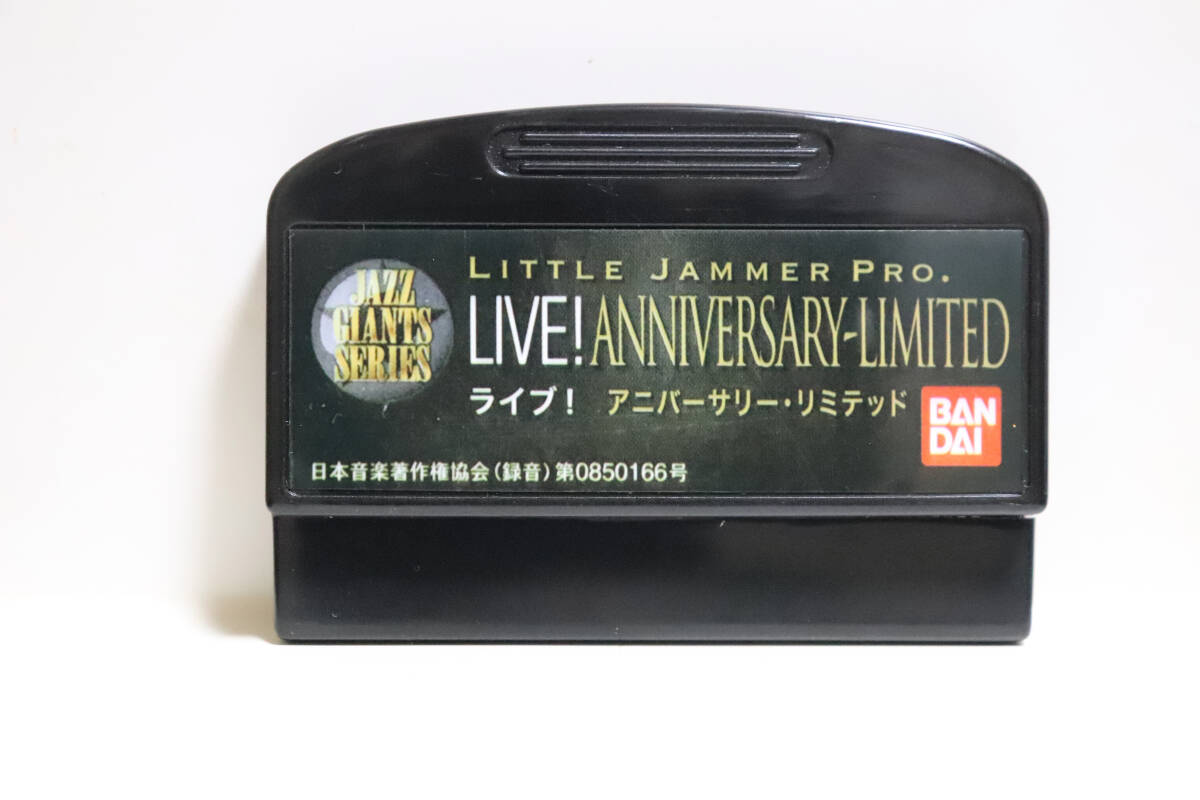 JAZZ
GIANTS
SERIES
LITTLE JAMMER PRO.
LIVE! ANNIVERSARY-LIMITED
ライブ! アニバーサリー・リミテッド
BAN
DAI
日本音楽著作権協会(録音)第0850166号